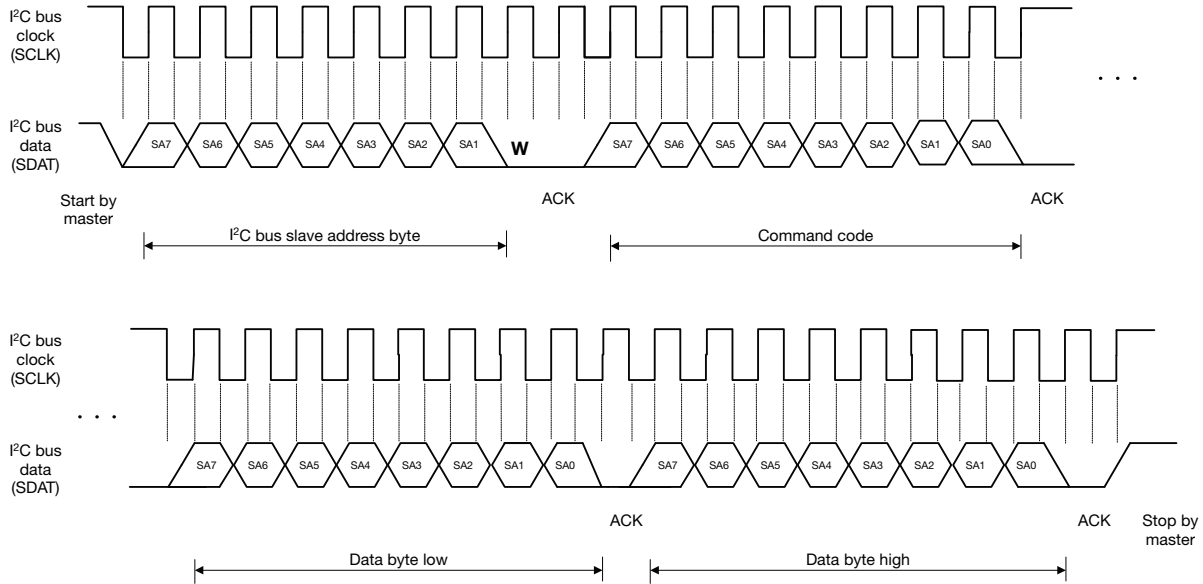 I²C bus
clock
(SCLK)
. . .
I²C bus
data
(SDAT)
SA7 SA6 SA5 SA4 SA3 SA2 SA1 W SA7 SA6 SA5 SA4 SA3 SA2 SA1 SA0
Start by
master
ACK
ACK
I²C bus slave address byte
Command code
I²C bus
clock
(SCLK)
. . .
I²C bus
data
(SDAT)
SA7 SA6 SA5 SA4 SA3 SA2 SA1 SA0 SA7 SA6 SA5 SA4 SA3 SA2 SA1 SA0
ACK
ACK
Stop by
master
Data byte low
Data byte high